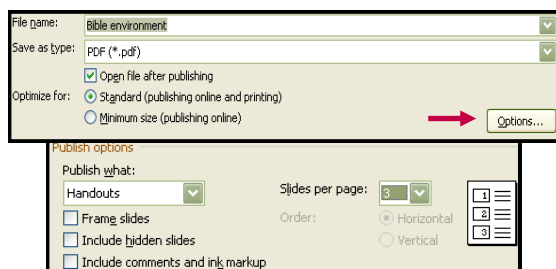 File name: Bible environment
Save as type: PDF (*.pdf)
Open file after publishing
Optimize for: Standard (publishing online and printing)
Minimum size (publishing online)
Options...
Publish options
Publish what:
Handouts Slides per page: 3
Frame slides Order: Horizontal
Include hidden slides Vertical
Include comments and ink markup
1
2
3